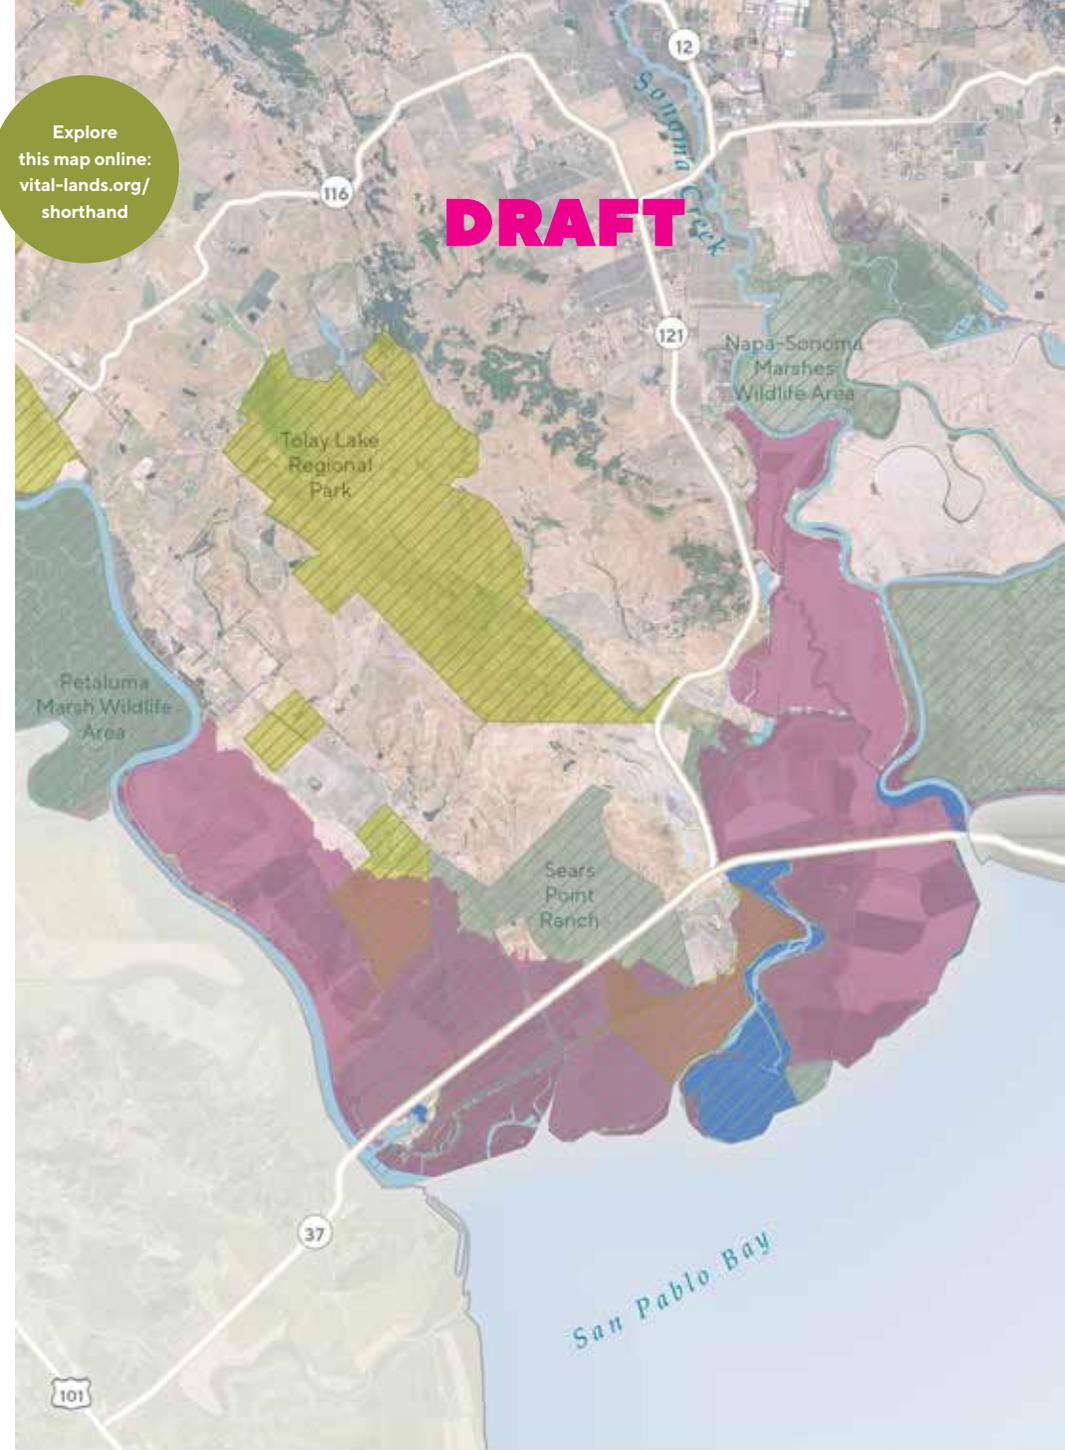 12
Sonoma Creek
Explore
this map online:
vital-lands.org/
shorthand
116
DRAFT
121
Napa-Sonoma
Marshes
Wildlife Area
Tolay Lake
Regional
Park
Petaluma
Marsh Wildlife
Area
Sears
Point
Ranch
37
San Pablo Bay
101